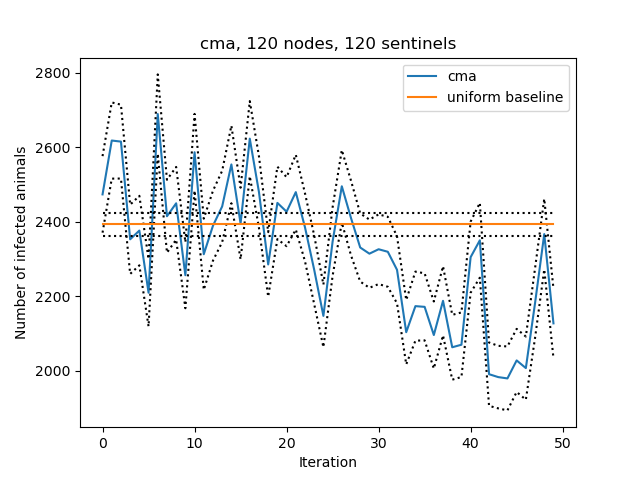 cma, 120 nodes, 120 sentinels
2800
2600
2400
2200
2000
Number of infected animals
cma
uniform baseline
0 10 20 30 40 50
Iteration